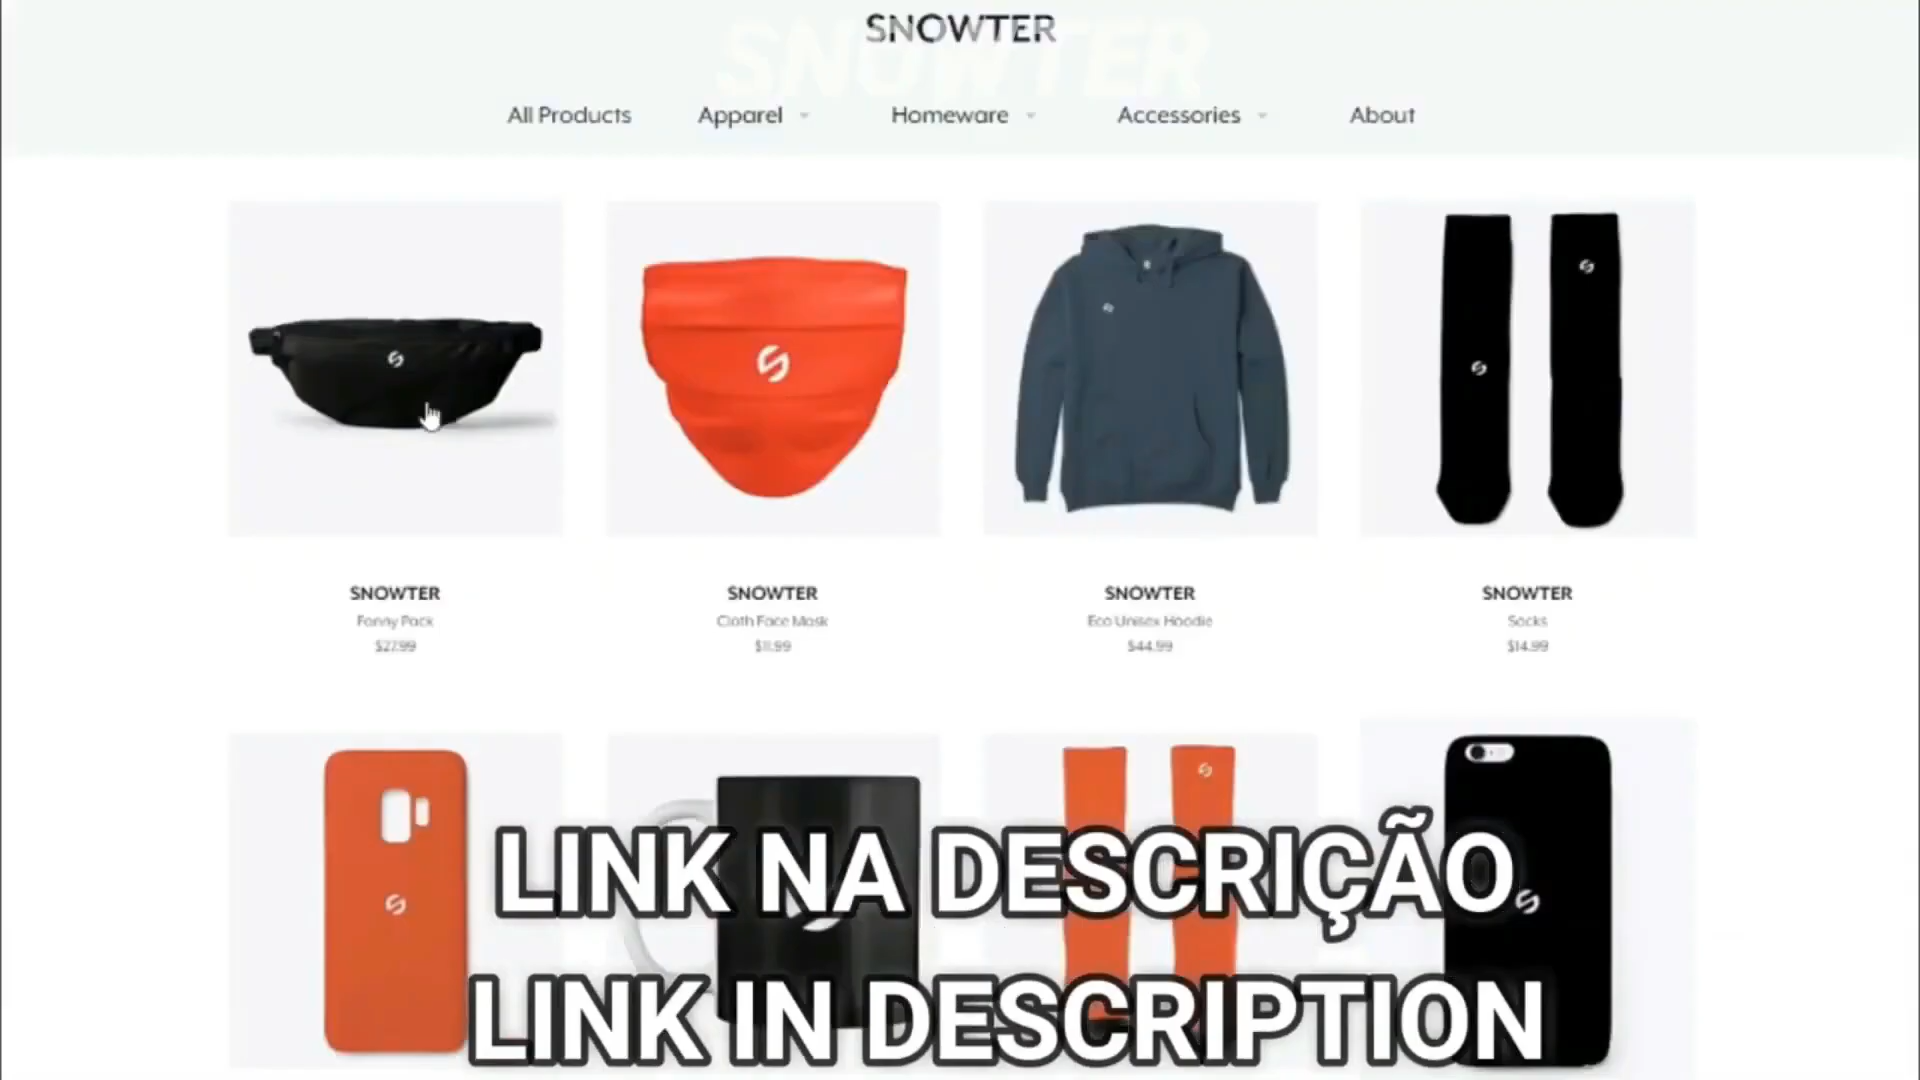 SNOWTER
SNOWTER
All Products Apparel Homeware Accessories About
SNOWTER SNOWTER SNOWTER SNOWTER
Fanny Pack Cloth Face Mask Eco Unisex Hoodie Socks
$27.99 $11.99 $44.99 $14.99
LINK NA DESCRIÇÃO
LINK IN DESCRIPTION